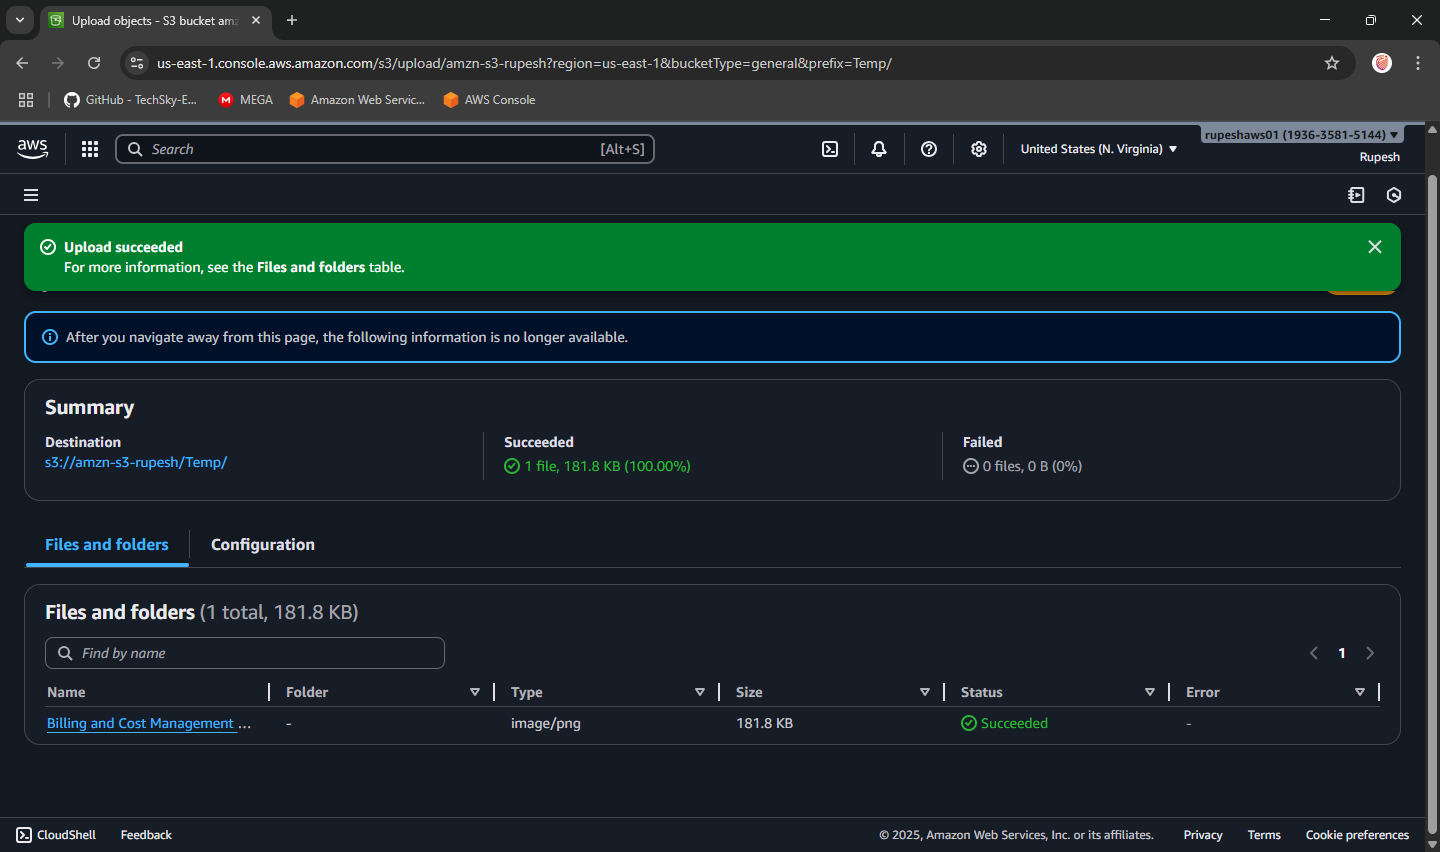 Upload objects - S3 bucket amz
us-east-1.console.aws.amazon.com/s3/upload/amzn-s3-rupesh?region=us-east-1&bucketType=general&prefix=Temp/
GitHub - TechSky-E... MEGA Amazon Web Servic... AWS Console
aws Search [Alt+S] United States (N. Virginia) rupeshaws01 (1936-3581-5144)
Rupesh
Upload succeeded
For more information, see the Files and folders table.
After you navigate away from this page, the following information is no longer available.
Summary
Destination Succeeded Failed
s3://amzn-s3-rupesh/Temp/ 1 file, 181.8 KB (100.00%) 0 files, 0 B (0%)
Files and folders Configuration
Files and folders (1 total, 181.8 KB)
Find by name 1
Name Folder Type Size Status Error
Billing and Cost Management ... - image/png 181.8 KB Succeeded -
CloudShell Feedback © 2025, Amazon Web Services, Inc. or its affiliates. Privacy Terms Cookie preferences